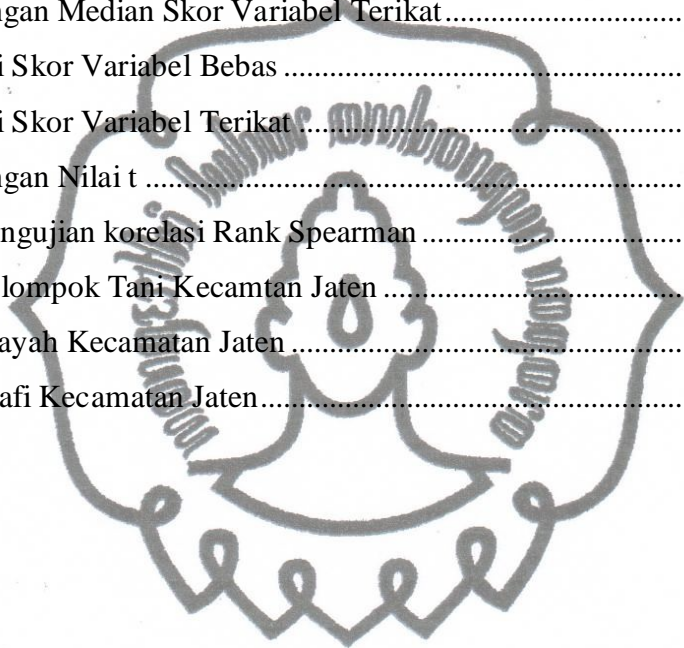 ngan Median Skor Variabel Terikat................................
i Skor Variabel Bebas ......................................................
i Skor Variabel Terikat .....................................................
ngan Nilai t .......................................................................
ngujian korelasi Rank Spearman ....................................
lompok Tani Kecamtan Jaten .........................................
ayah Kecamatan Jaten ......................................................
afi Kecamatan Jaten..........................................................